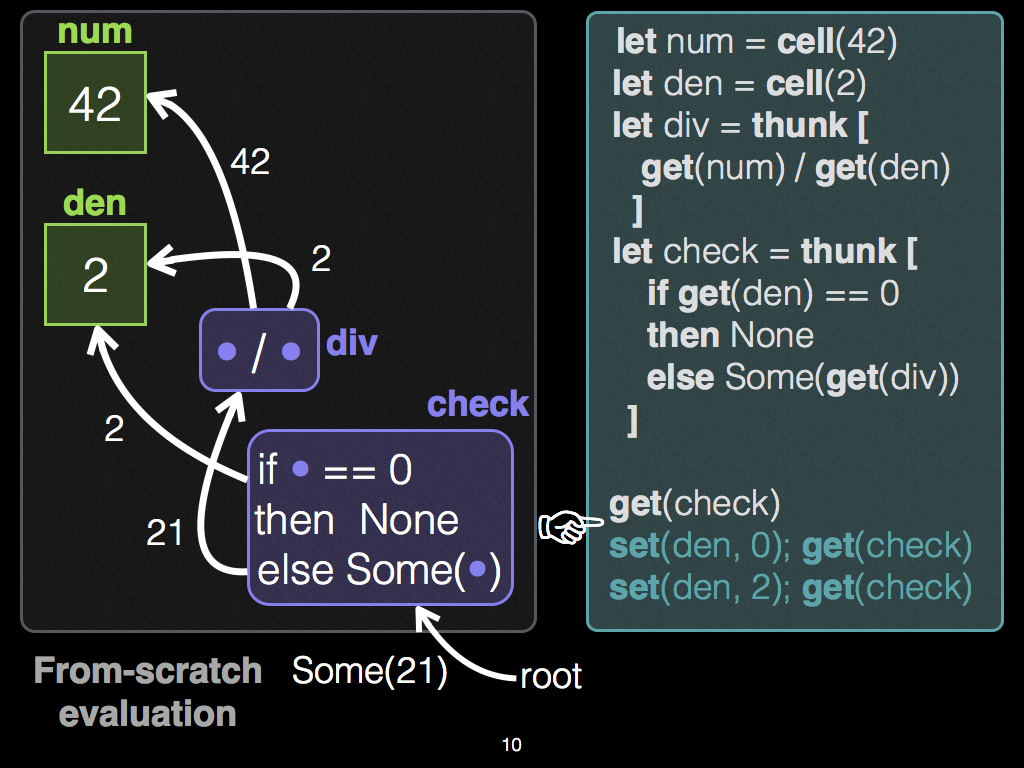 num
42
42
den
2
2
• / •
div
check
2
if • == 0
then None
else Some(•)
21
From-scratch
evaluation
Some(21)
root
let num = cell(42)
let den = cell(2)
let div = thunk [
get(num) / get(den)
]
let check = thunk [
if get(den) == 0
then None
else Some(get(div))
]
get(check)
set(den, 0); get(check)
set(den, 2); get(check)
10